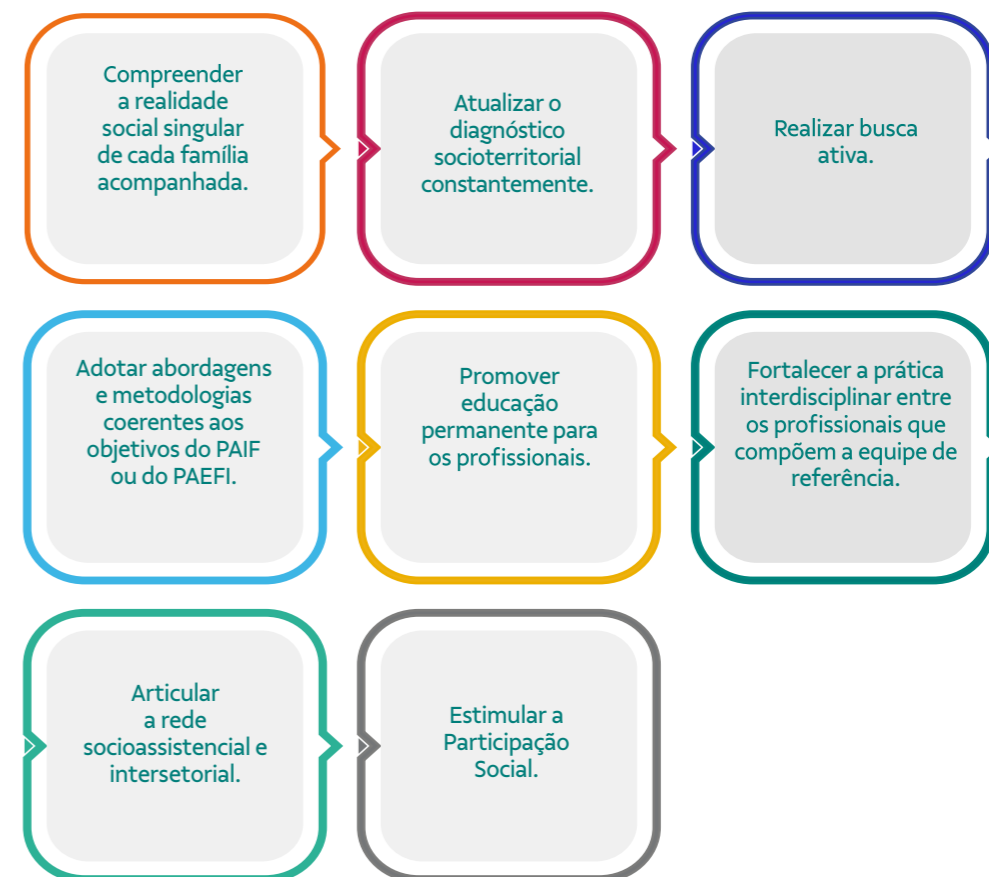 Compreender
a realidade
social singular
de cada família
acompanhada.
Atualizar o
diagnóstico
socioterritorial
constantemente.
Realizar busca
ativa.
Adotar abordagens
e metodologias
coerentes aos
objetivos do PAIF
ou do PAEFI.
Promover
educação
permanente para
os profissionais.
Fortalecer a prática
interdisciplinar entre
os profissionais que
compõem a equipe de
referência.
Articular
a rede
socioassistencial e
intersetorial.
Estimular a
Participação
Social.